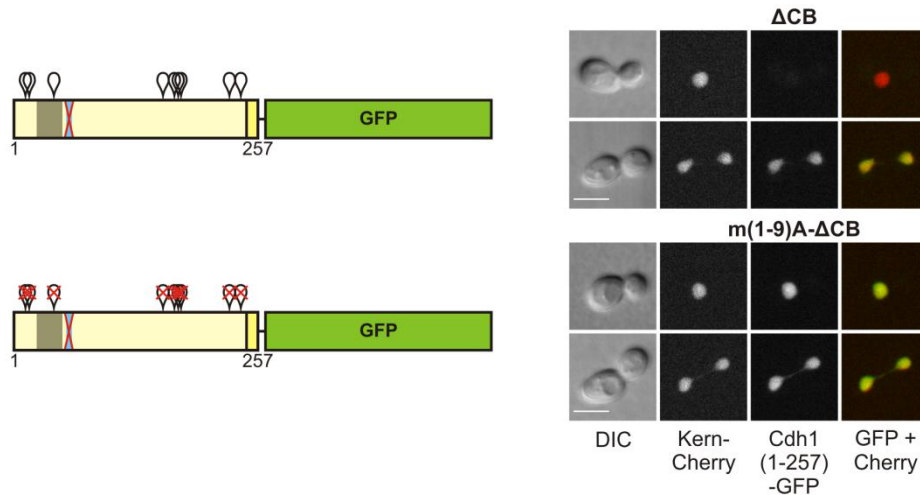 ΔCB
GFP
1
257
m(1-9)A-ΔCB
GFP
1
257
DIC
Kern-
Cherry
Cdh1
(1-257)
-GFP
GFP +
Cherry